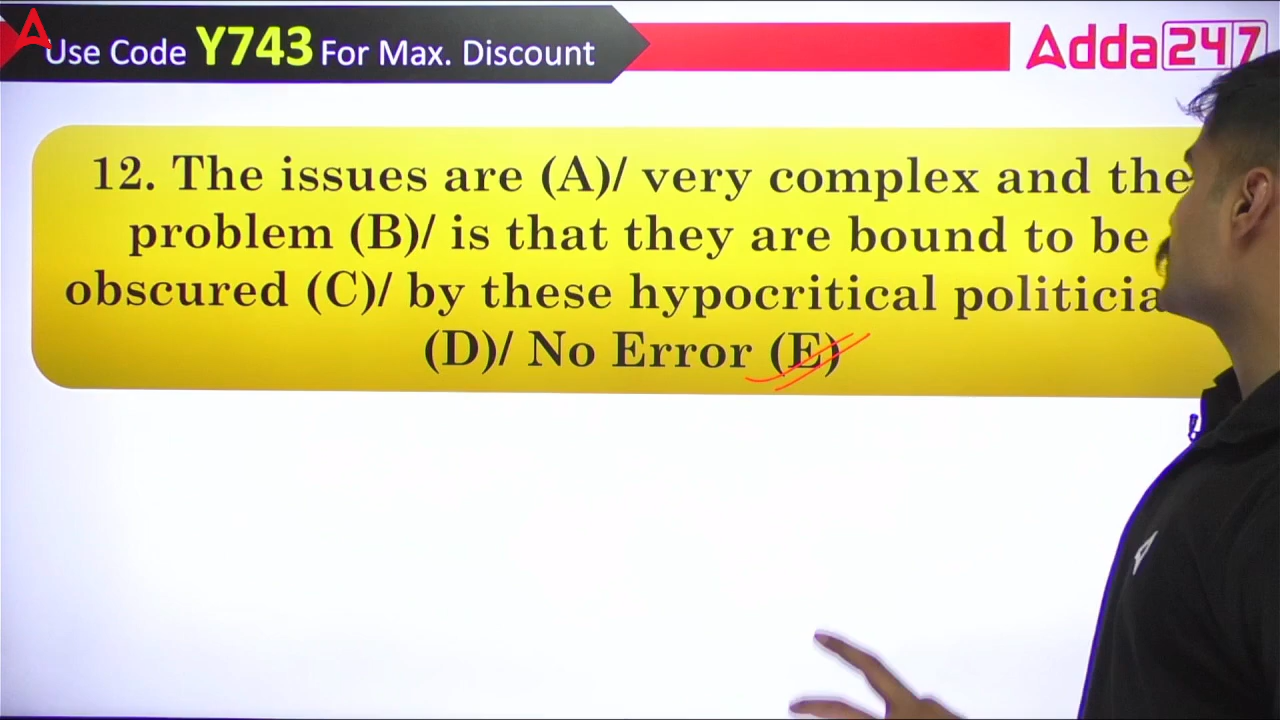 Use Code Y743 For Max. Discount
Adda247
12. The issues are (A)/ very complex and the
problem (B)/ is that they are bound to be
obscured (C)/ by these hypocritical
(D)/ No Error (E)